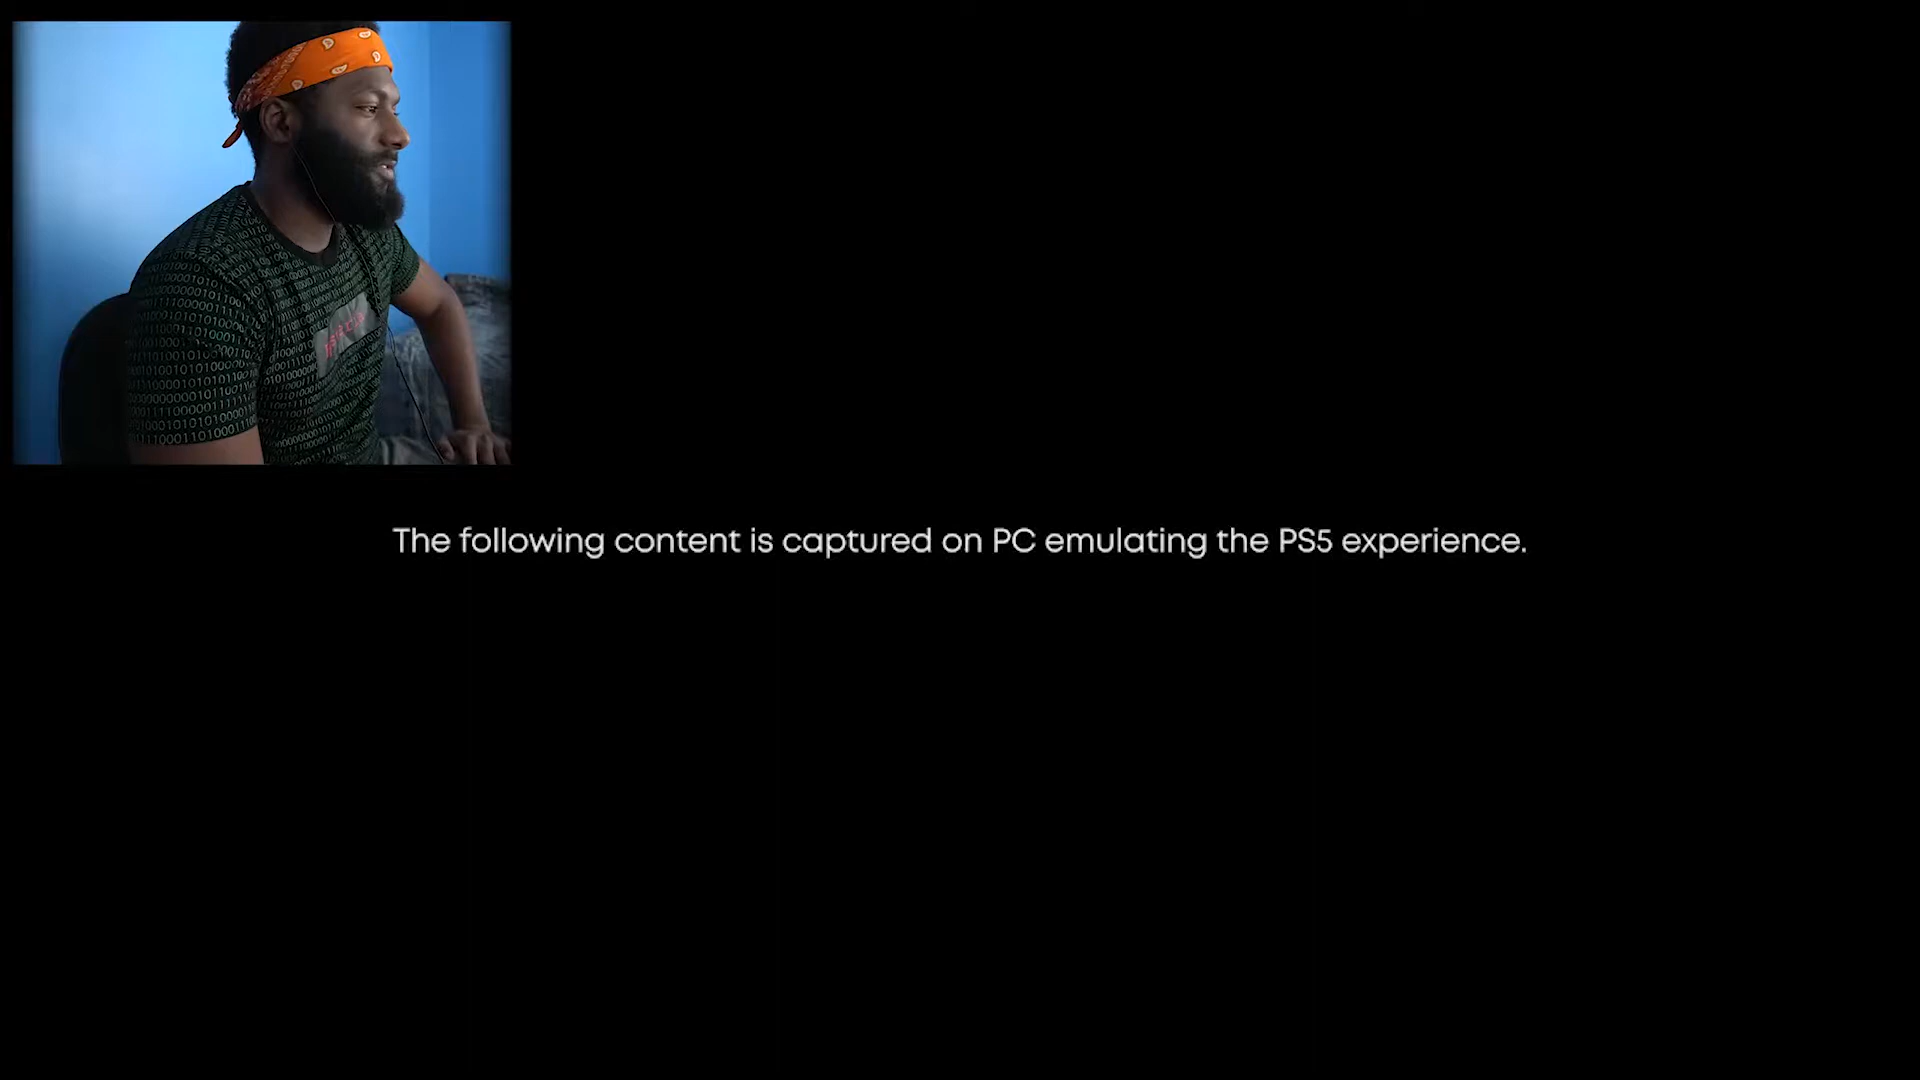 The following content is captured on PC emulating the PS5 experience.